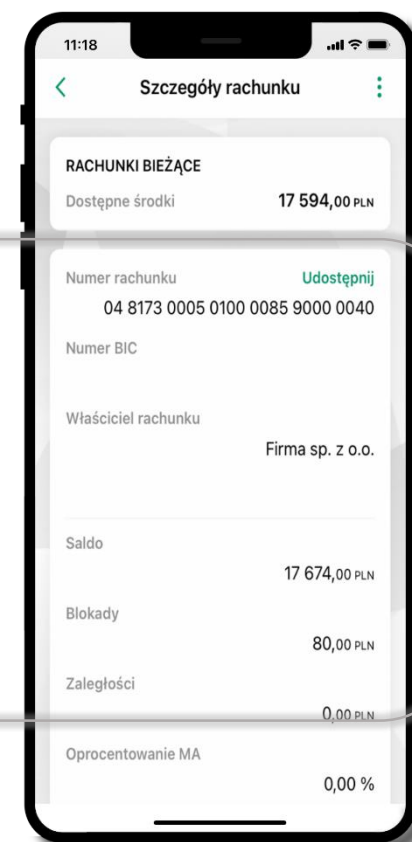 11:18
Szczegóły rachunku
RACHUNKI BIEŻĄCE
Dostępne środki 17 594,00 PLN
Numer rachunku Udostępnij
04 8173 0005 0100 0085 9000 0040
Numer BIC
Właściciel rachunku
Firma sp. z o.o.
Saldo
17 674,00 PLN
Blokady
80,00 PLN
Zaległości
0,00 PLN
Oprocentowanie MA
0,00 %